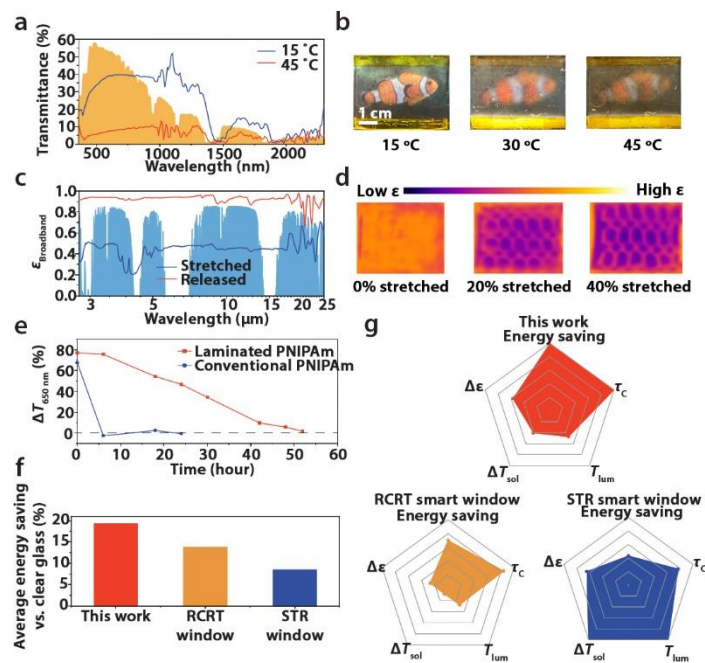 a
Transmittance (%)
60
50
40
30
20
10
0
15 ˚C
45 ˚C
500
1000
1500
2000
Wavelength (nm)
b
1 cm
15 ºC
30 ºC
45 ºC
c
εBroadband
1.0
0.8
0.6
0.4
0.2
0.0
Stretched
Released
3
5
10
15
20
25
Wavelength (μm)
d
Low ε
High ε
0% stretched
20% stretched
40% stretched
e
ΔT650 nm (%)
80
60
40
20
0
Laminated PNIPAm
Conventional PNIPAm
0
10
20
30
40
50
60
Time (hour)
f
Average energy saving
vs. clear glass (%)
20
15
10
5
0
This work
RCRT
window
STR
window
g
This work
Energy saving
Δε
τC
ΔTsol
Tlum
RCRT smart window
Energy saving
Δε
τC
ΔTsol
Tlum
STR smart window
Energy saving
Δε
τC
ΔTsol
Tlum